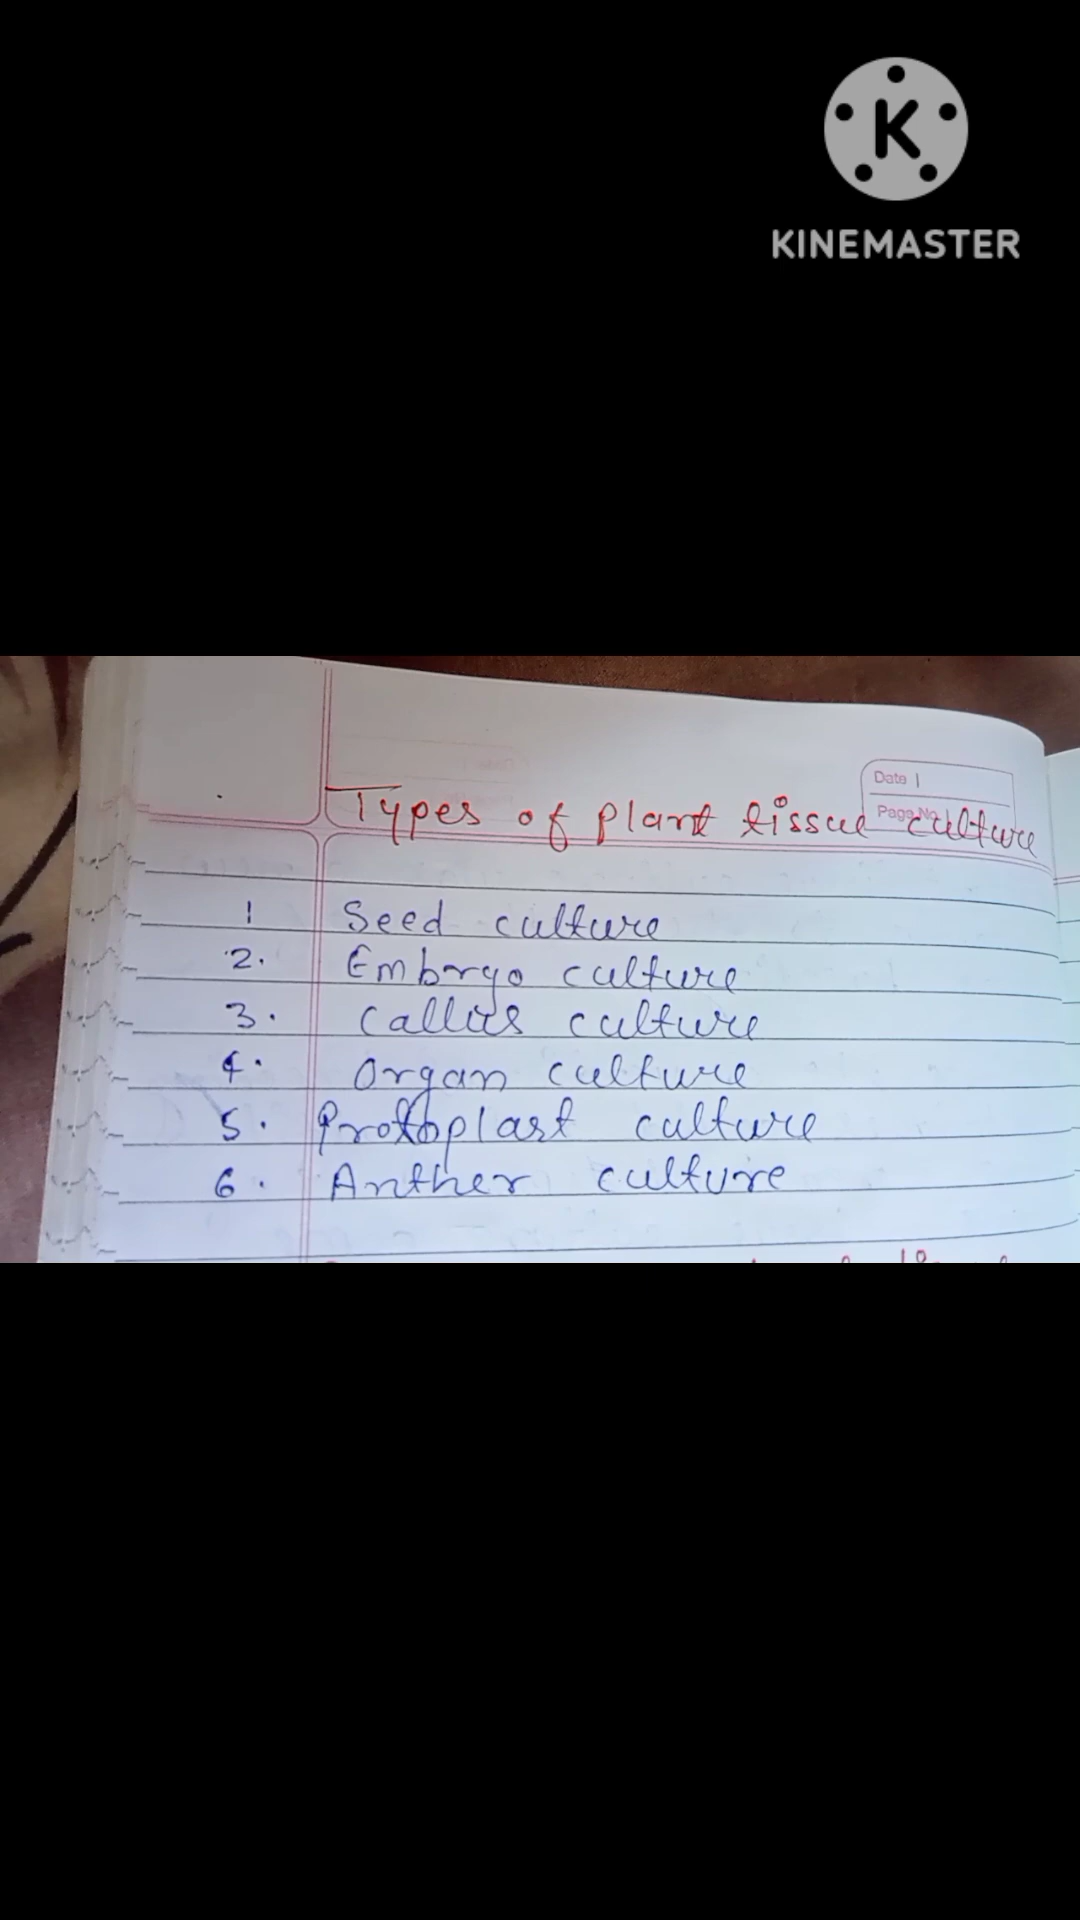 KINEMASTER
Date
Page No.
Types of plant tissue culture
1 Seed culture
2. Embryo culture
3. Callus culture
4. Organ culture
5. Protoplast culture
6. Anther culture